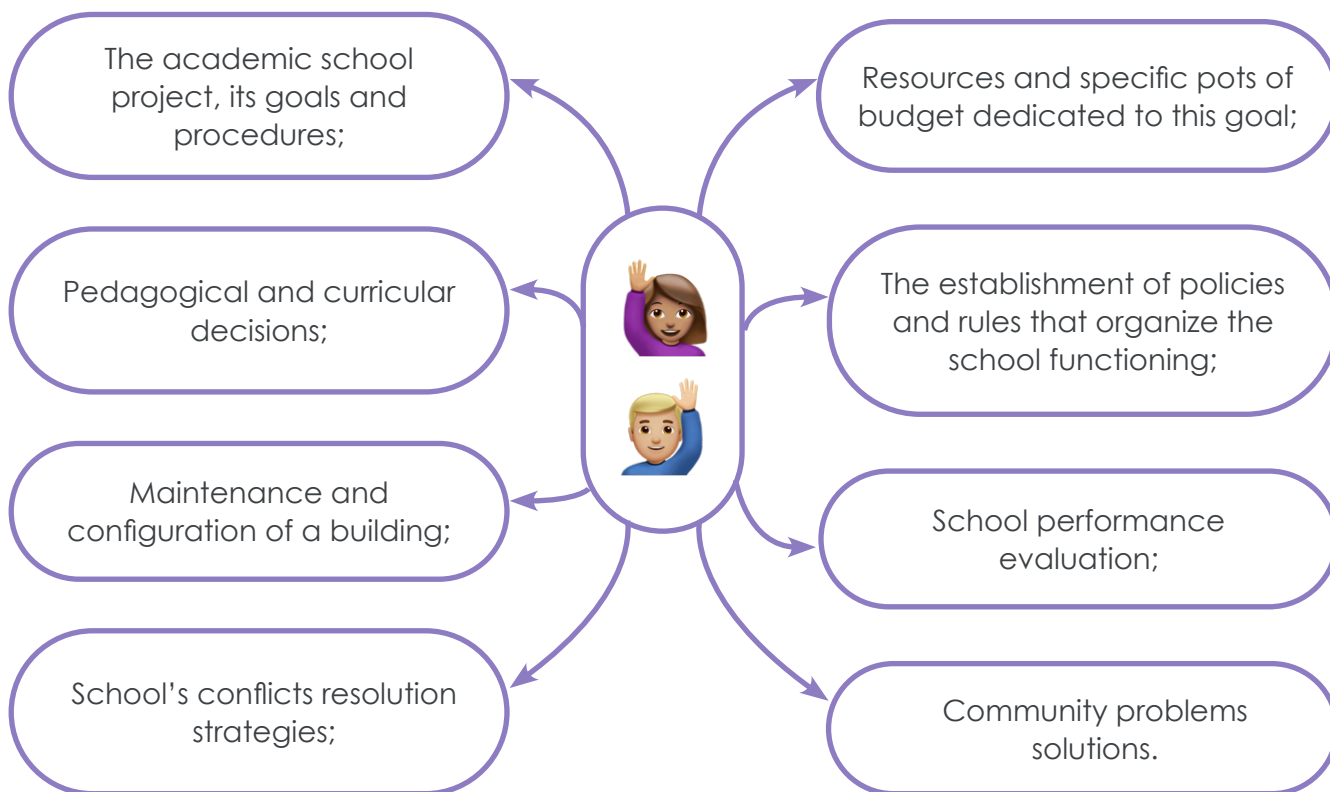 The academic school
project, its goals and
procedures;
Pedagogical and curricular
decisions;
Maintenance and
configuration of a building;
School’s conflicts resolution
strategies;
Resources and specific pots of
budget dedicated to this goal;
The establishment of policies
and rules that organize the
school functioning;
School performance
evaluation;
Community problems
solutions.